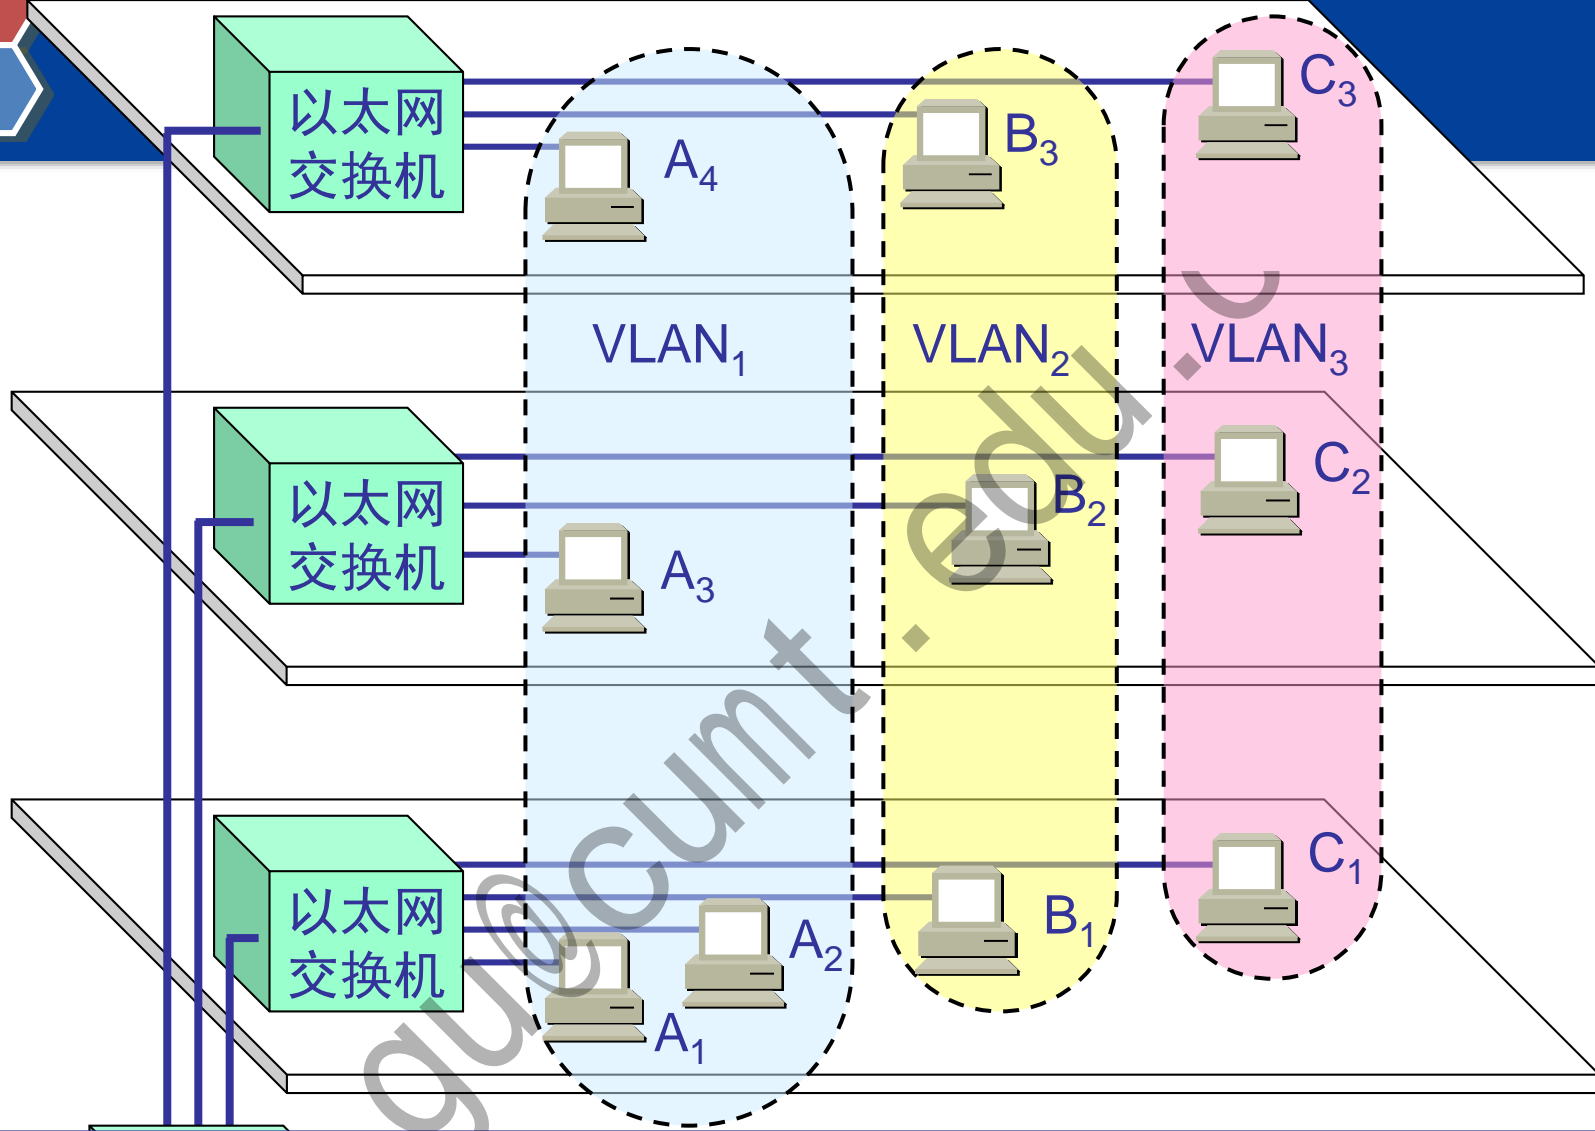 以太网
交换机
A4
B3
C3
VLAN1
VLAN2
VLAN3
以太网
交换机
A3
B2
C2
以太网
交换机
A1
A2
B1
C1
gu@cumt.edu.c